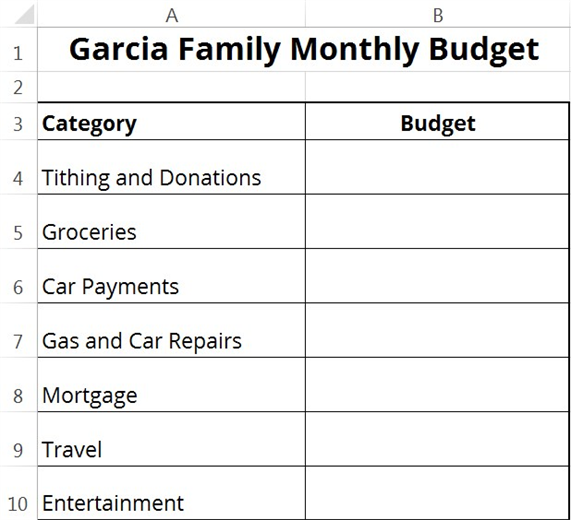 A B
1 Garcia Family Monthly Budget
2
3 Category Budget
4 Tithing and Donations
5 Groceries
6 Car Payments
7 Gas and Car Repairs
8 Mortgage
9 Travel
10 Entertainment